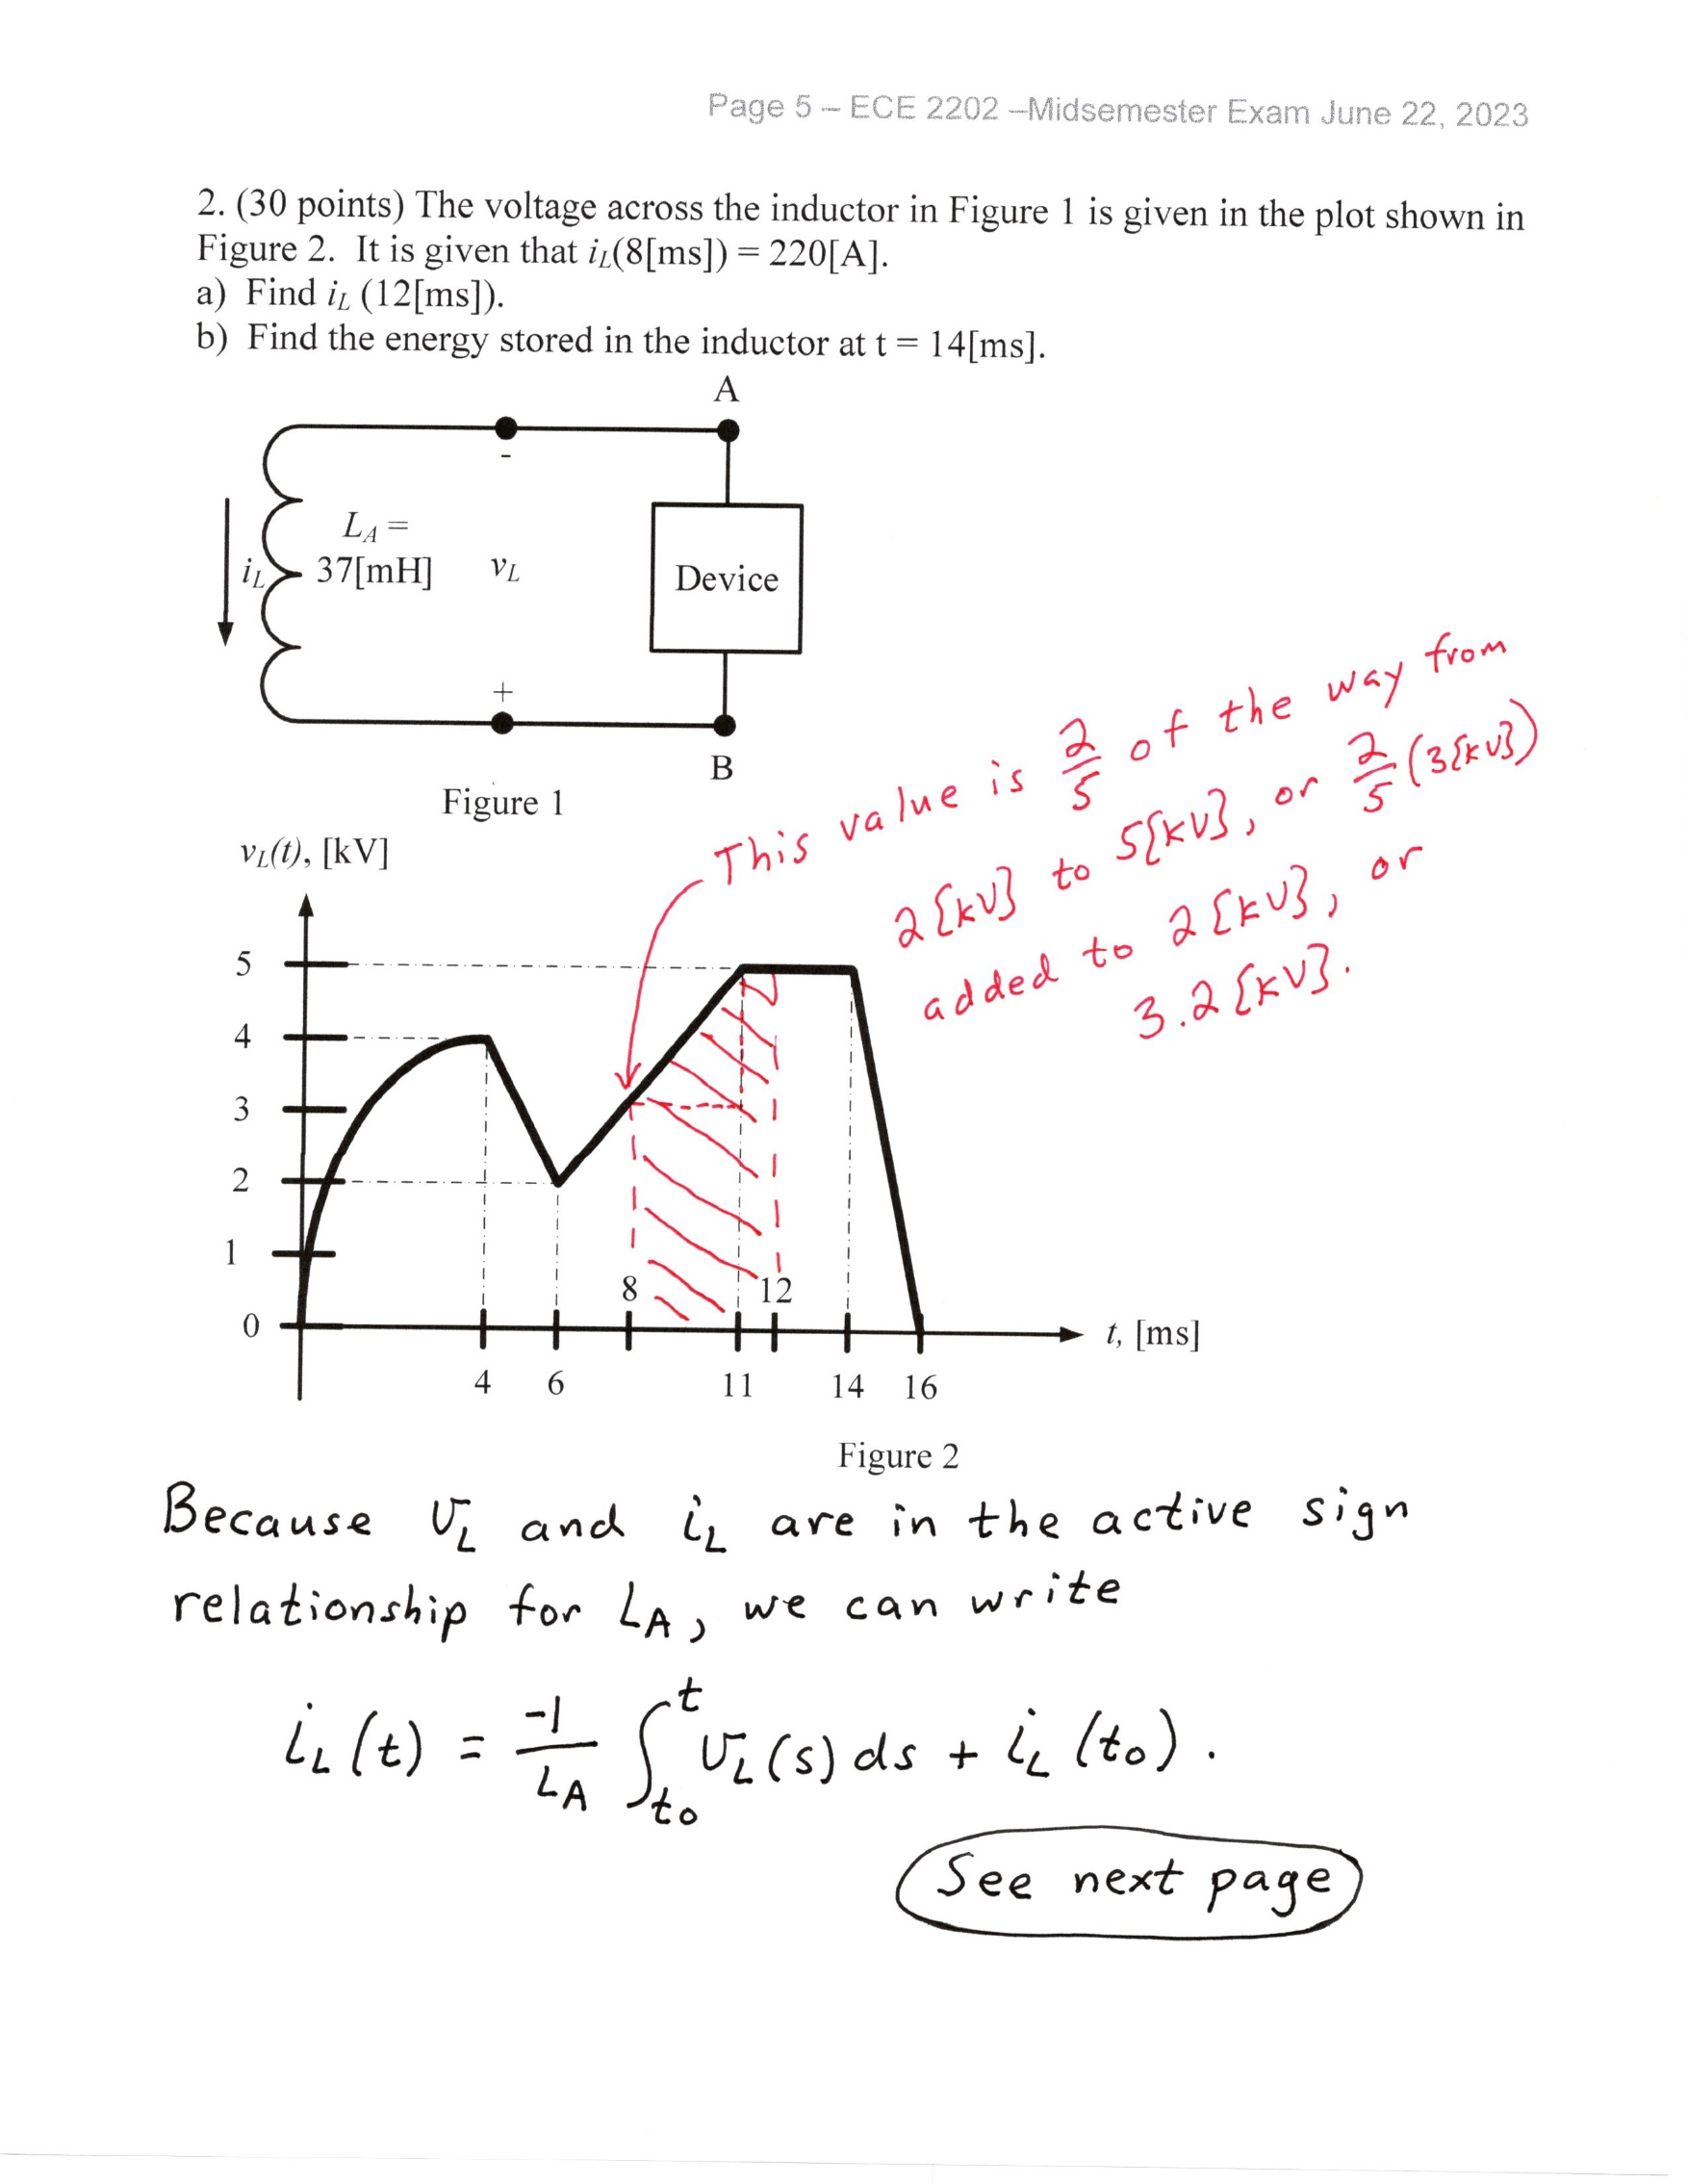 Page 5 – ECE 2202 –Midsemester Exam June 22, 2023
2. (30 points) The voltage across the inductor in Figure 1 is given in the plot shown in
Figure 2. It is given that iL(8[ms]) = 220[A].
a) Find iL (12[ms]).
b) Find the energy stored in the inductor at t = 14[ms].
A
-
LA =
iL 37[mH] vL
Device
+
B
Figure 1
This value is 2/5 of the way from
2[kV] to 5[kV], or 2/5 (3[kV])
added to 2[kV], or
3.2[kV].
vL(t), [kV]
5
4
3
2
1
0
8 12
t, [ms]
4 6 11 14 16
Figure 2
Because vL and iL are in the active sign
relationship for LA, we can write
iL(t) = -1/LA ∫t0^t vL(s) ds + iL(t0).
See next page